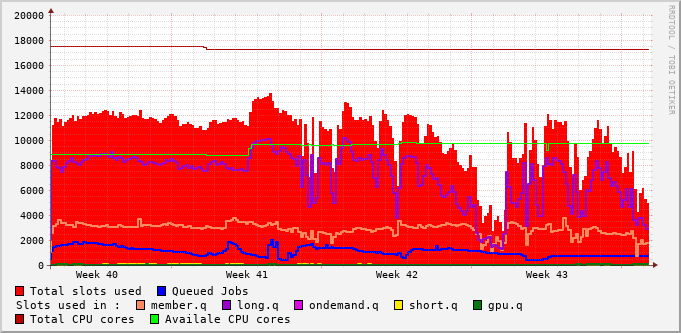 RRDTOOL / TOBI OETIKER
20000
18000
16000
14000
12000
10000
8000
6000
4000
2000
0
Week 40 Week 41 Week 42 Week 43
Total slots used Queued Jobs
Slots used in : member.q long.q ondemand.q short.q gpu.q
Total CPU cores Availale CPU cores